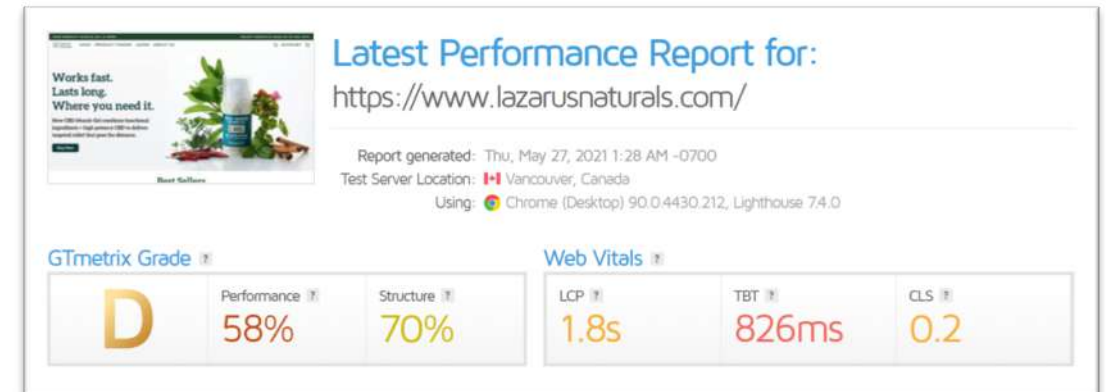 Works fast.
Lasts long.
Where you need it.
Best Sellers
Latest Performance Report for:
https://www.lazarusnaturals.com/
Report generated: Thu, May 27, 2021 1:28 AM -0700
Test Server Location: Vancouver, Canada
Using: Chrome (Desktop) 90.0.4430.212, Lighthouse 7.4.0
GTmetrix Grade ?
Web Vitals ?
D
Performance ?
58%
Structure ?
70%
LCP ?
1.8s
TBT ?
826ms
CLS ?
0.2